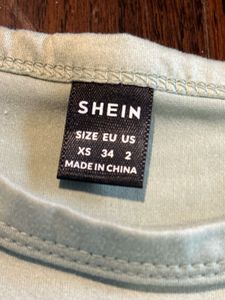 SHEIN
SIZE EU US
XS 34 2
MADE IN CHINA